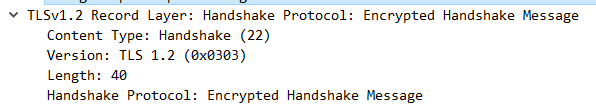 TLSv1.2 Record Layer: Handshake Protocol: Encrypted Handshake Message
Content Type: Handshake (22)
Version: TLS 1.2 (0x0303)
Length: 40
Handshake Protocol: Encrypted Handshake Message